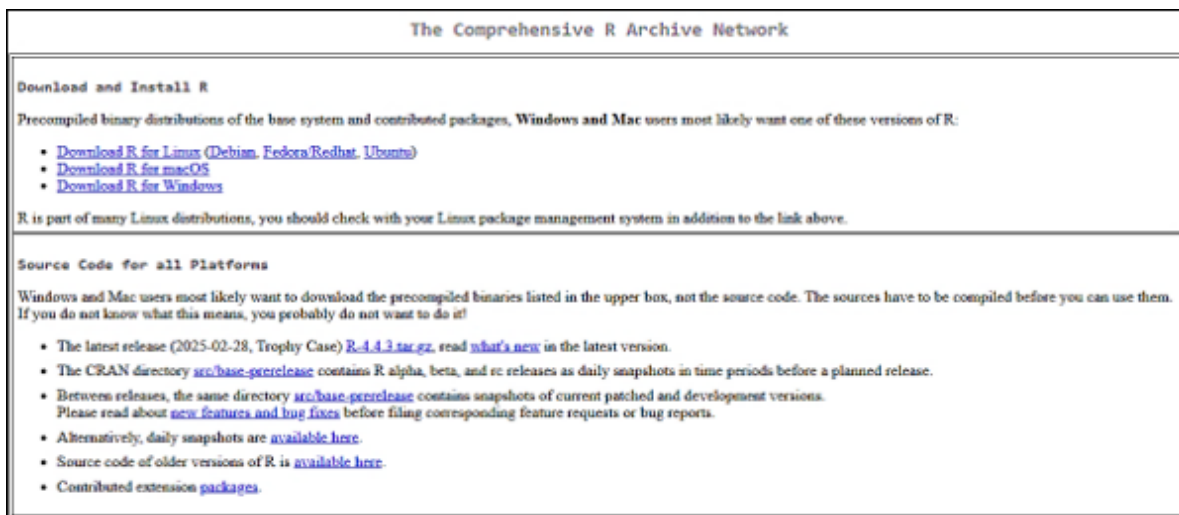 The Comprehensive R Archive Network
Download and Install R
Precompiled binary distributions of the base system and contributed packages, Windows and Mac users most likely want one of these versions of R:
• Download R for Linux (Debian, Fedora/Redhat, Ubuntu)
• Download R for macOS
• Download R for Windows
R is part of many Linux distributions, you should check with your Linux package management system in addition to the link above.
Source Code for all Platforms
Windows and Mac users most likely want to download the precompiled binaries listed in the upper box, not the source code. The sources have to be compiled before you can use them.
If you do not know what this means, you probably do not want to do it!
• The latest release (2025-02-28, Trophy Case) R-4.4.3.tar.gz, read what's new in the latest version.
• The CRAN directory src/base-prerelease contains R alpha, beta, and rc releases as daily snapshots in time periods before a planned release.
• Between releases, the same directory src/base-prerelease contains snapshots of current patched and development versions.
Please read about new features and bug fixes before filing corresponding feature requests or bug reports.
• Alternatively, daily snapshots are available here.
• Source code of older versions of R is available here.
• Contributed extension packages.